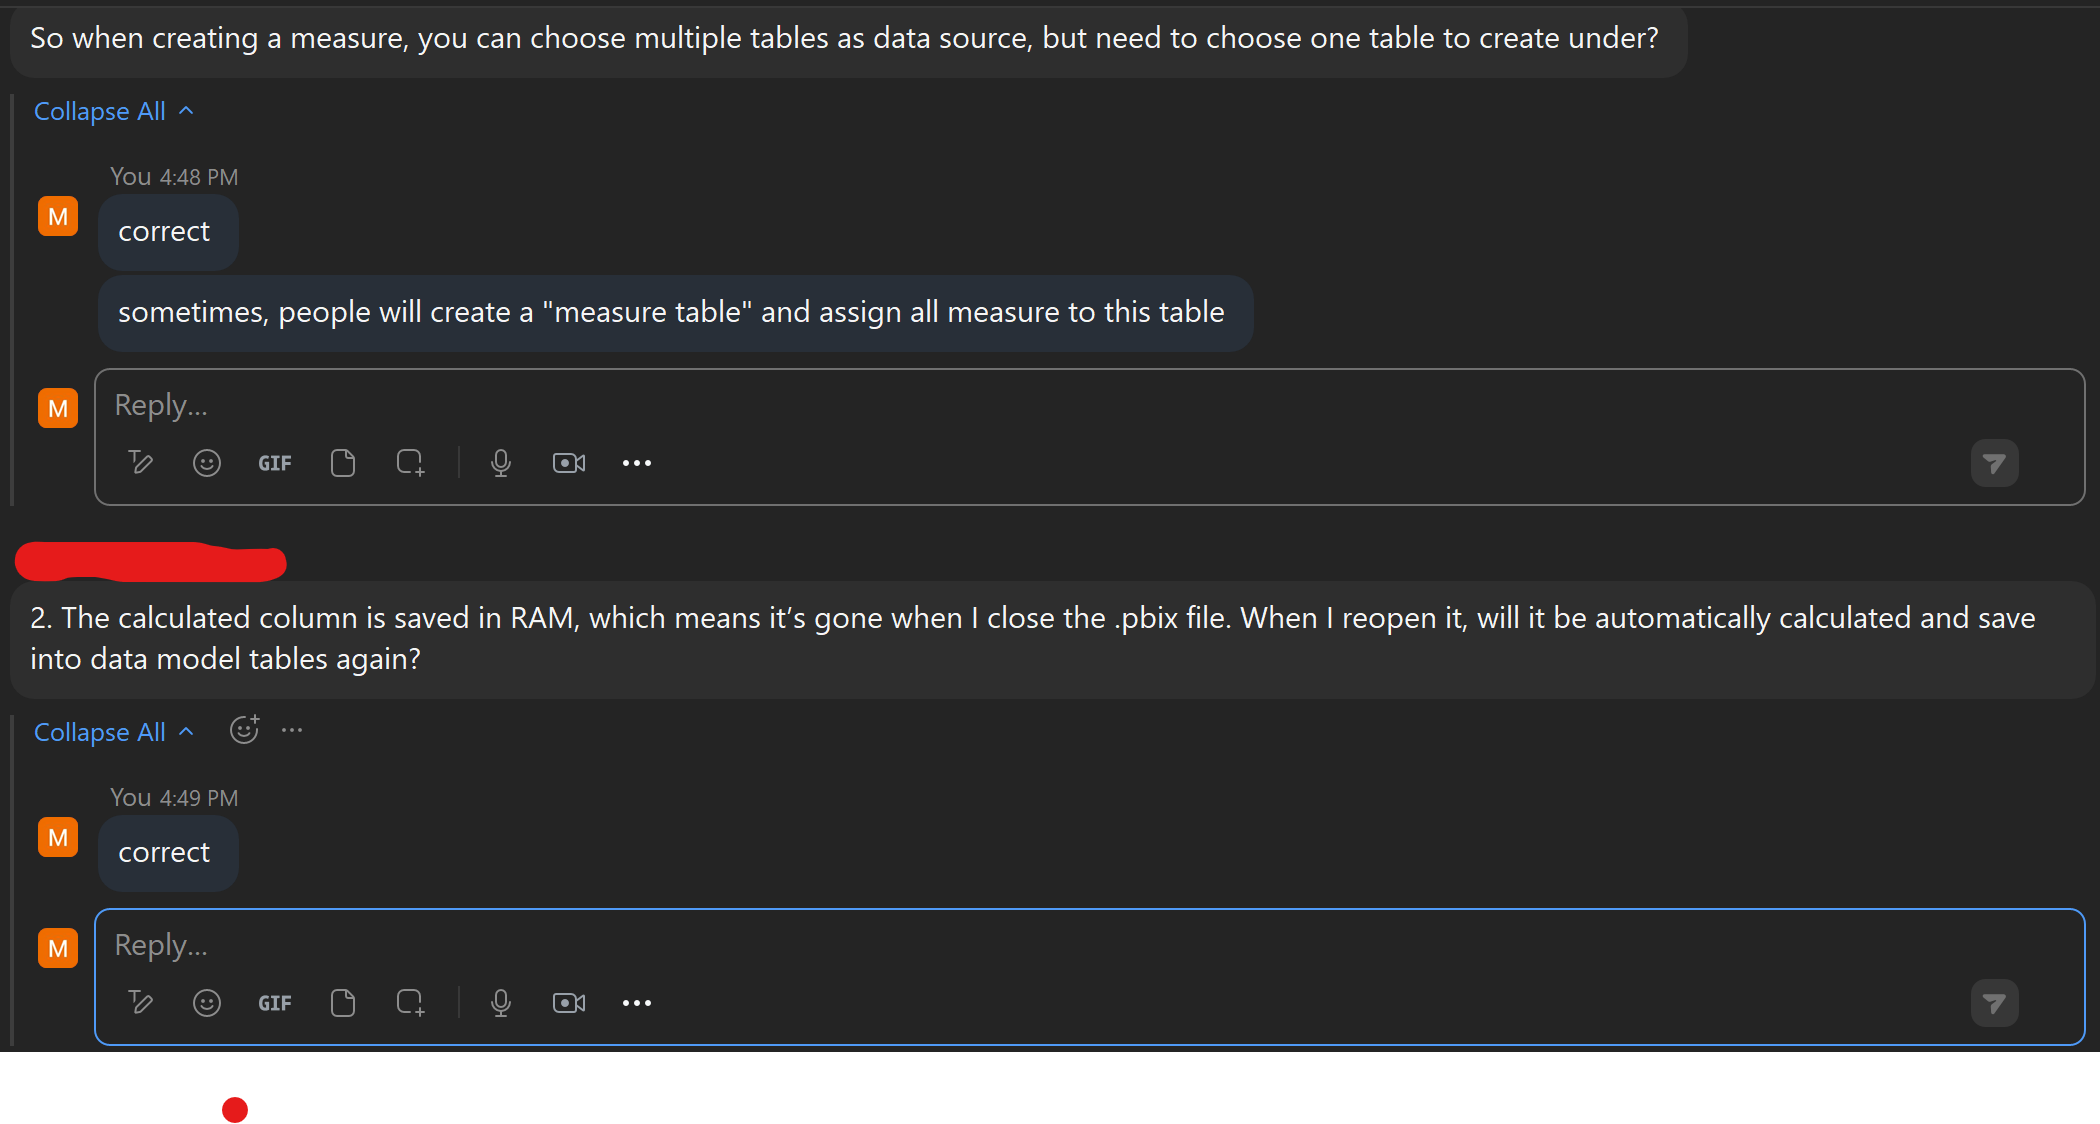 So when creating a measure, you can choose multiple tables as data source, but need to choose one table to create under?
Collapse All
You 4:48 PM
M
correct
sometimes, people will create a "measure table" and assign all measure to this table
M
Reply...
GIF
2. The calculated column is saved in RAM, which means it’s gone when I close the .pbix file. When I reopen it, will it be automatically calculated and save
into data model tables again?
Collapse All
You 4:49 PM
M
correct
M
Reply...
GIF